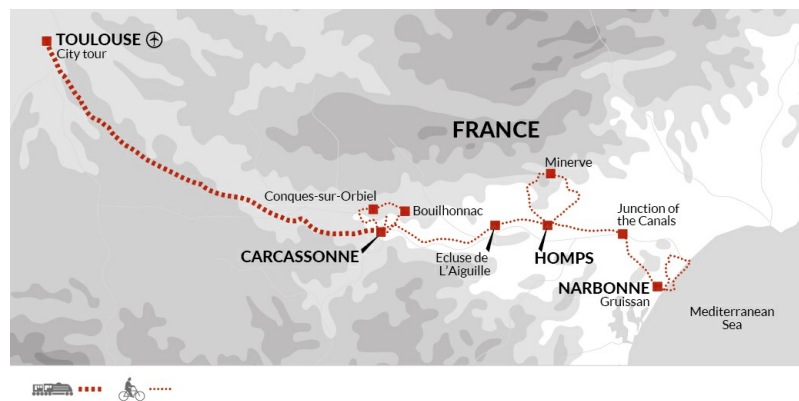 TOULOUSE
City tour
FRANCE
Minerve
Conques-sur-Orbiel
Bouilhonnac
Junction of
the Canals
CARCASSONNE
Ecluse de
L'Aiguille
HOMPS
NARBONNE
Gruissan
Mediterranean
Sea